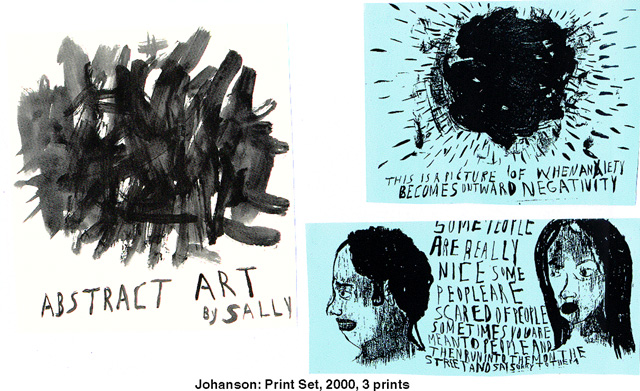 ABSTRACT ART
BY SALLY
THIS IS A PICTURE OF WHEN ANXIETY
BECOMES OUTWARD NEGATIVITY
SOME PEOPLE
ARE REALLY
NICE SOME
PEOPLE ARE
SCARED OF PEOPLE
SOMETIMES YOU ARE
MEAN TO PEOPLE AND
THEN RUN INTO THEM ON THE
STREET AND SAY SORRY TO THEM
Johanson: Print Set, 2000, 3 prints